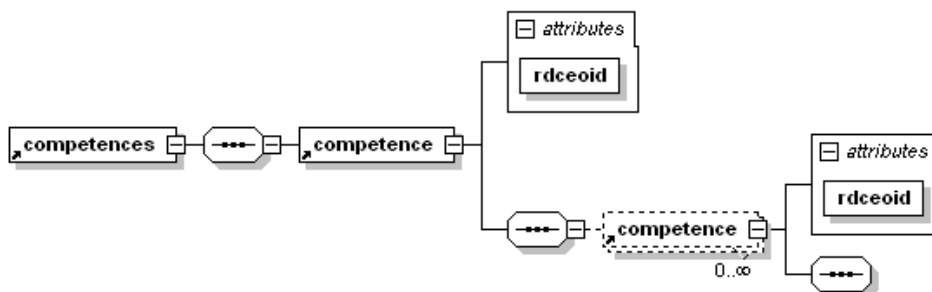 attributes
rdceoid
competences
competence
attributes
rdceoid
competence
0..∞